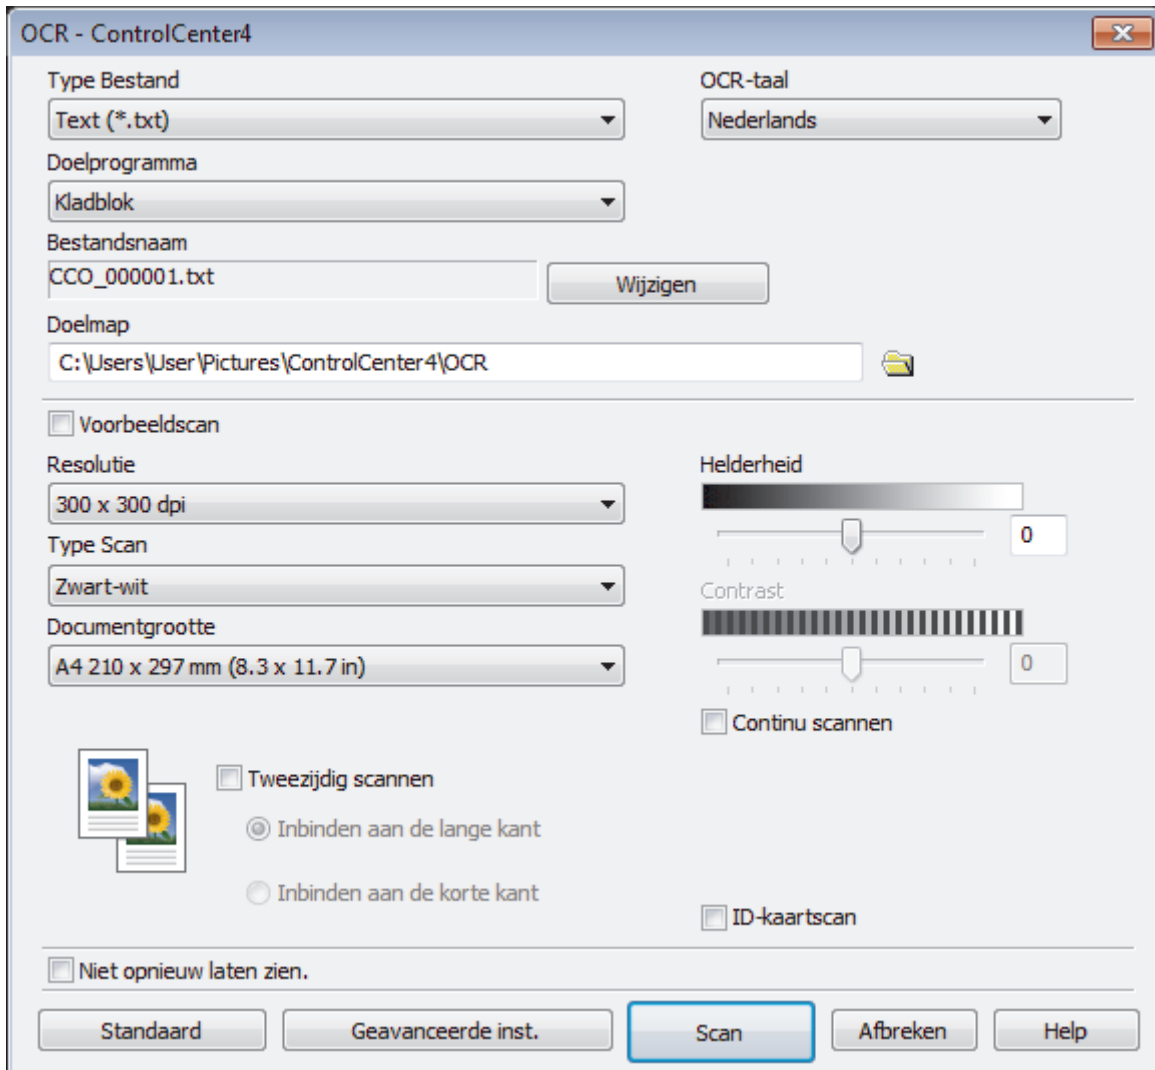 OCR - ControlCenter4
Type Bestand
OCR-taal
Text (*.txt)
Nederlands
Doelprogramma
Kladblok
Bestandsnaam
CCO_000001.txt
Wijzigen
Doelmap
C:\Users\User\Pictures\ControlCenter4\OCR
Voorbeeldscan
Resolutie
Helderheid
300 x 300 dpi
0
Type Scan
Zwart-wit
Contrast
Documentgrootte
A4 210 x 297 mm (8.3 x 11.7 in)
0
Continu scannen
Tweezijdig scannen
Inbinden aan de lange kant
Inbinden aan de korte kant
ID-kaartscan
Niet opnieuw laten zien.
Standaard
Geavanceerde inst.
Scan
Afbreken
Help